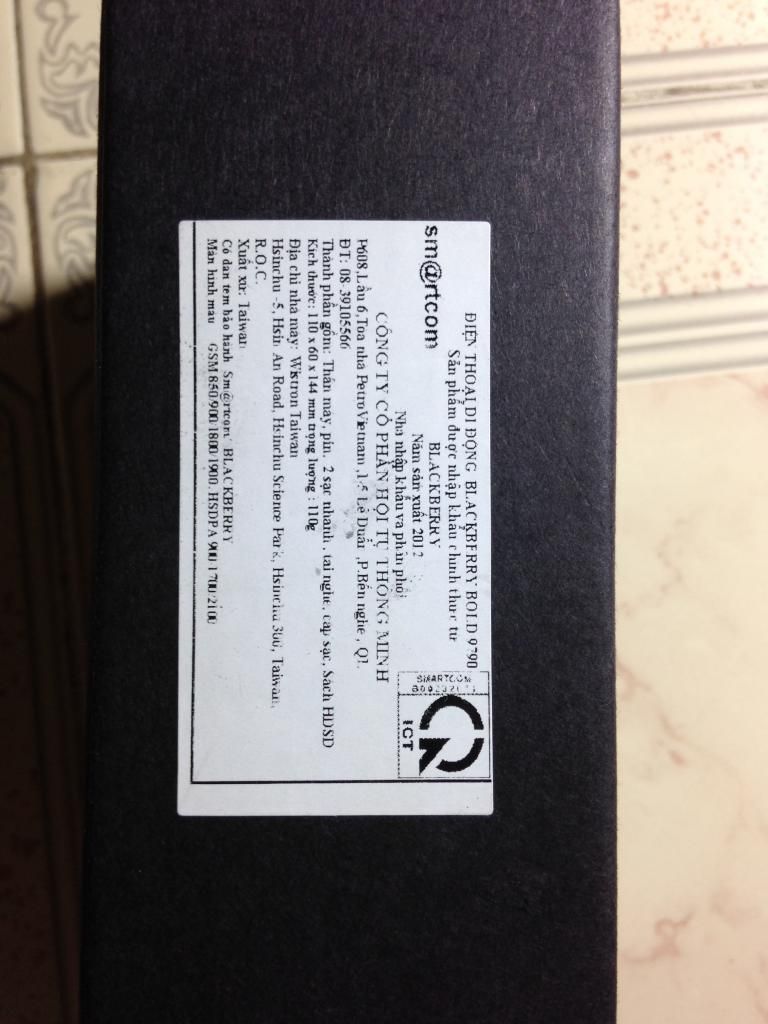 sm@rtcom
ĐIỆN THOẠI DI ĐỘNG BLACKBERRY BOLD 9790
Sản phẩm được nhập khẩu chính thức từ
BLACKBERRY
Năm sản xuất 2012
Nhà nhập khẩu và phân phối
CÔNG TY CỔ PHẦN HỘI TỤ THÔNG MINH
P608,Lầu 6,Toà nhà PetroVietnam ,1-5 Lê Duẩn ,P.Bến nghé , Q1.
ĐT: 08. 39105566
Thành phần gồm: Thân máy, pin, 2 sạc nhanh, tai nghe, cáp sạc, Sách HDSD
Kích thước: 110 x 60 x 144 mm trọng lượng : 110g
Địa chỉ nhà máy: Wistron Taiwan
Hsinchu -5, Hsin An Road, Hsinchu Science Park, Hsinchu 300, Taiwan,
R.O.C.
Xuất xứ: Taiwan
Có dán tem bảo hành Sm@rtcom/ BLACKBERRY
Màn hình màu GSM 850/900/1800/1900. HSDPA 900/1700/2100
SMARTCOM
ICT